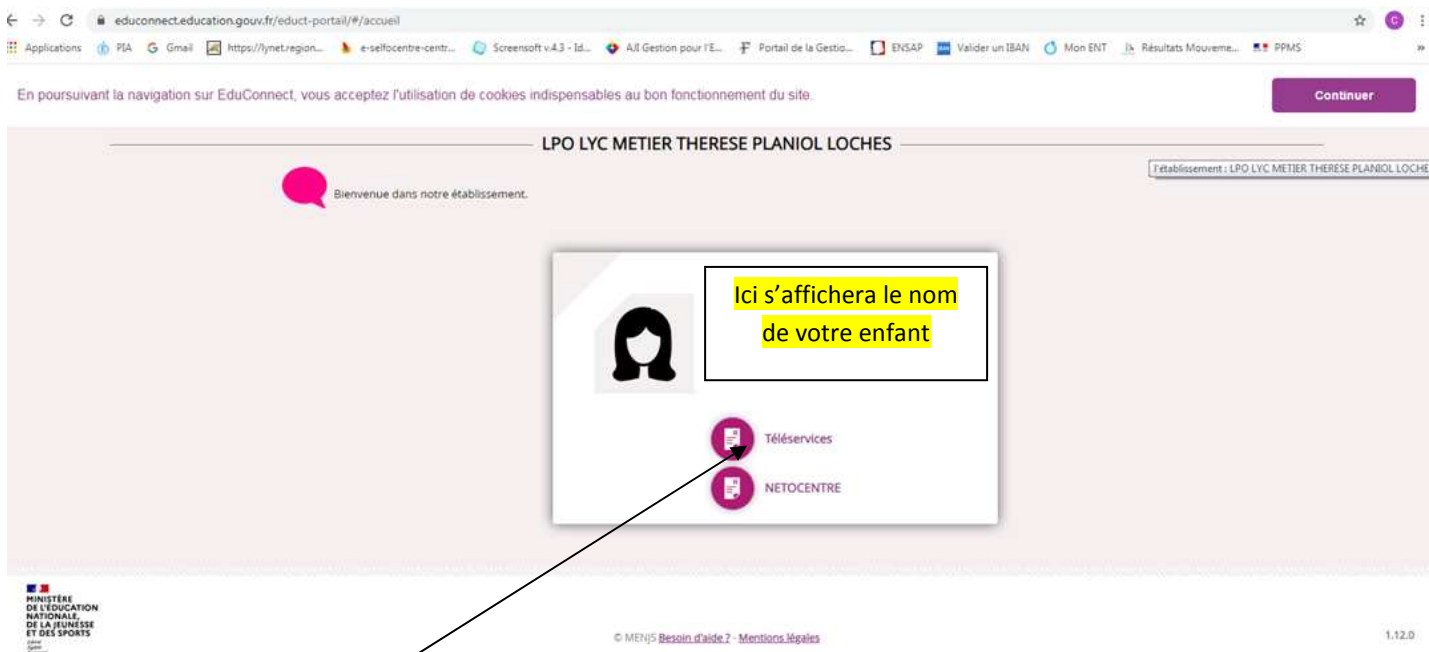 educonnect.education.gouv.fr/educt-portail/#/accueil
Applications PIA Gmail https://lynet.region... e-selfocentre-centr... Screensoft v.4.3 - Id... AJI Gestion pour l'E... Portail de la Gestio... ENSAP Valider un IBAN Mon ENT Résultats Mouveme... PPMS »
En poursuivant la navigation sur EduConnect, vous acceptez l'utilisation de cookies indispensables au bon fonctionnement du site.
Continuer
LPO LYC METIER THERESE PLANIOL LOCHES
l'établissement : LPO LYC METIER THERESE PLANIOL LOCHE
Bienvenue dans notre établissement.
Ici s’affichera le nom
de votre enfant
Téléservices
NETOCENTRE
MINISTÈRE
DE L'ÉDUCATION
NATIONALE,
DE LA JEUNESSE
ET DES SPORTS
© MENJS Besoin d'aide ? - Mentions légales
1.12.0